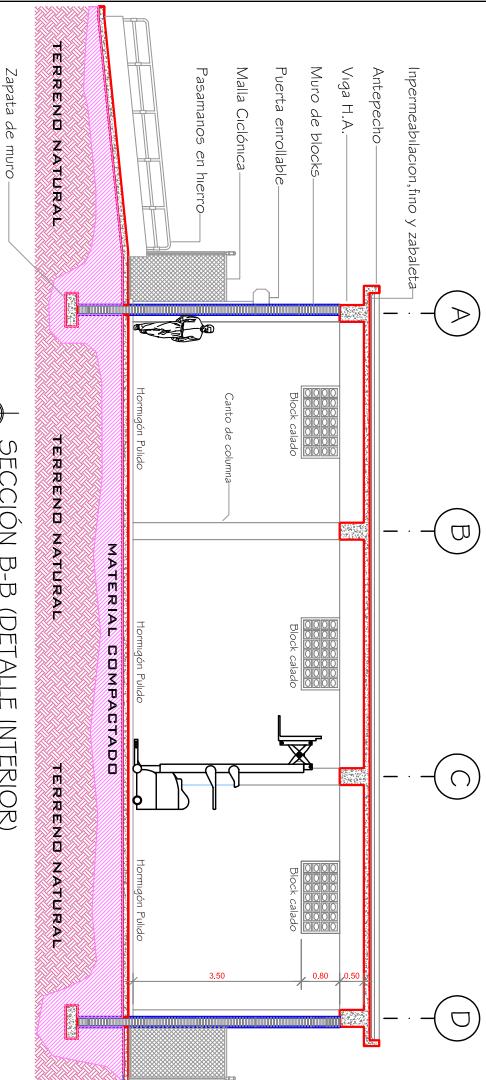 A
B
C
D
Inpermeabilacion,fino y zabaleta
Antepecho
Viga H.A.
Muro de blocks
Puerta enrollable
Malla Ciclónica
Pasamanos en hierro
Block calado
Block calado
Block calado
Canto de columna
0.50
0,80
3,50
Hormigón Pulido
Hormigón Pulido
Hormigón Pulido
MATERIAL COMPACTADO
TERRENO NATURAL
TERRENO NATURAL
TERRENO NATURAL
Zapata de muro
SECCIÓN B-B (DETALLE INTERIOR)